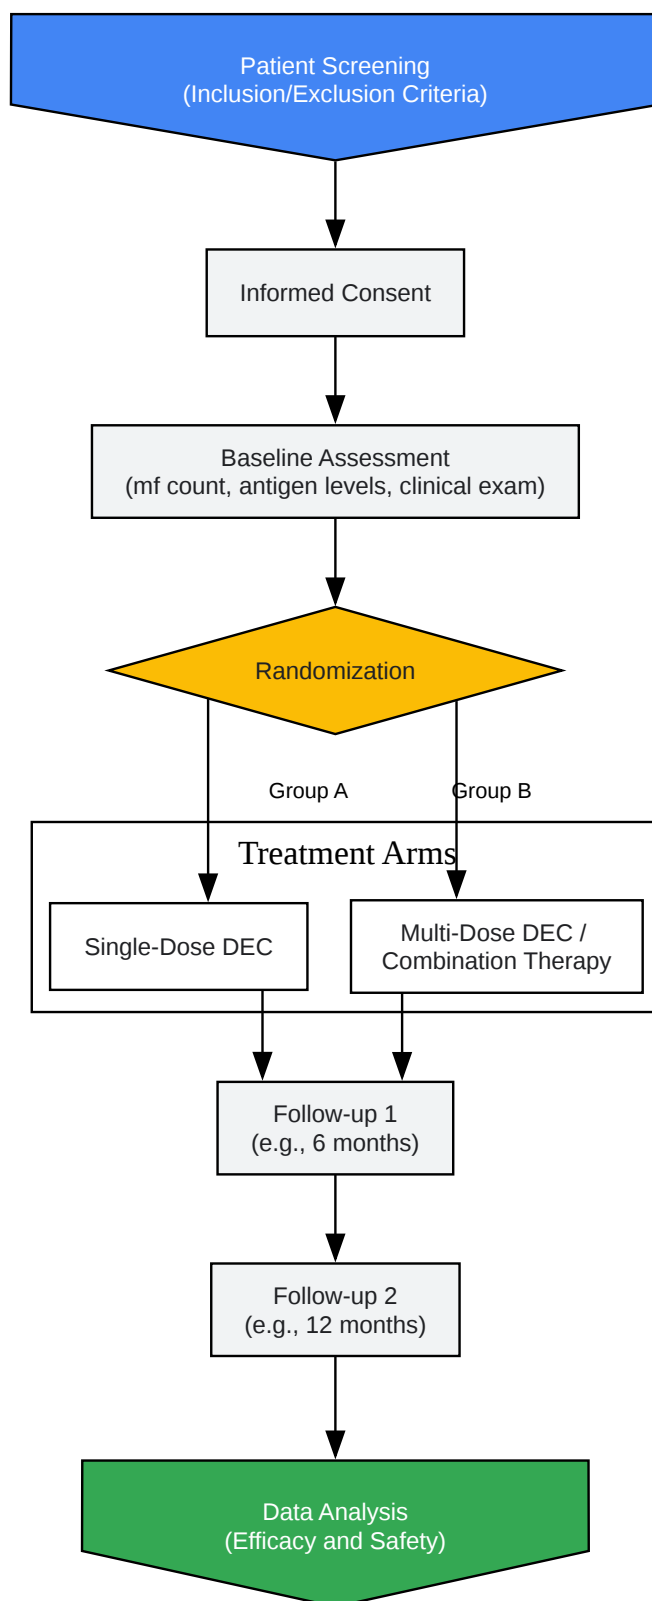 Patient Screening
(Inclusion/Exclusion Criteria)
Informed Consent
Baseline Assessment
(mf count, antigen levels, clinical exam)
Randomization
Group A
Group B
Treatment Arms
Single-Dose DEC
Multi-Dose DEC /
Combination Therapy
Follow-up 1
(e.g., 6 months)
Follow-up 2
(e.g., 12 months)
Data Analysis
(Efficacy and Safety)